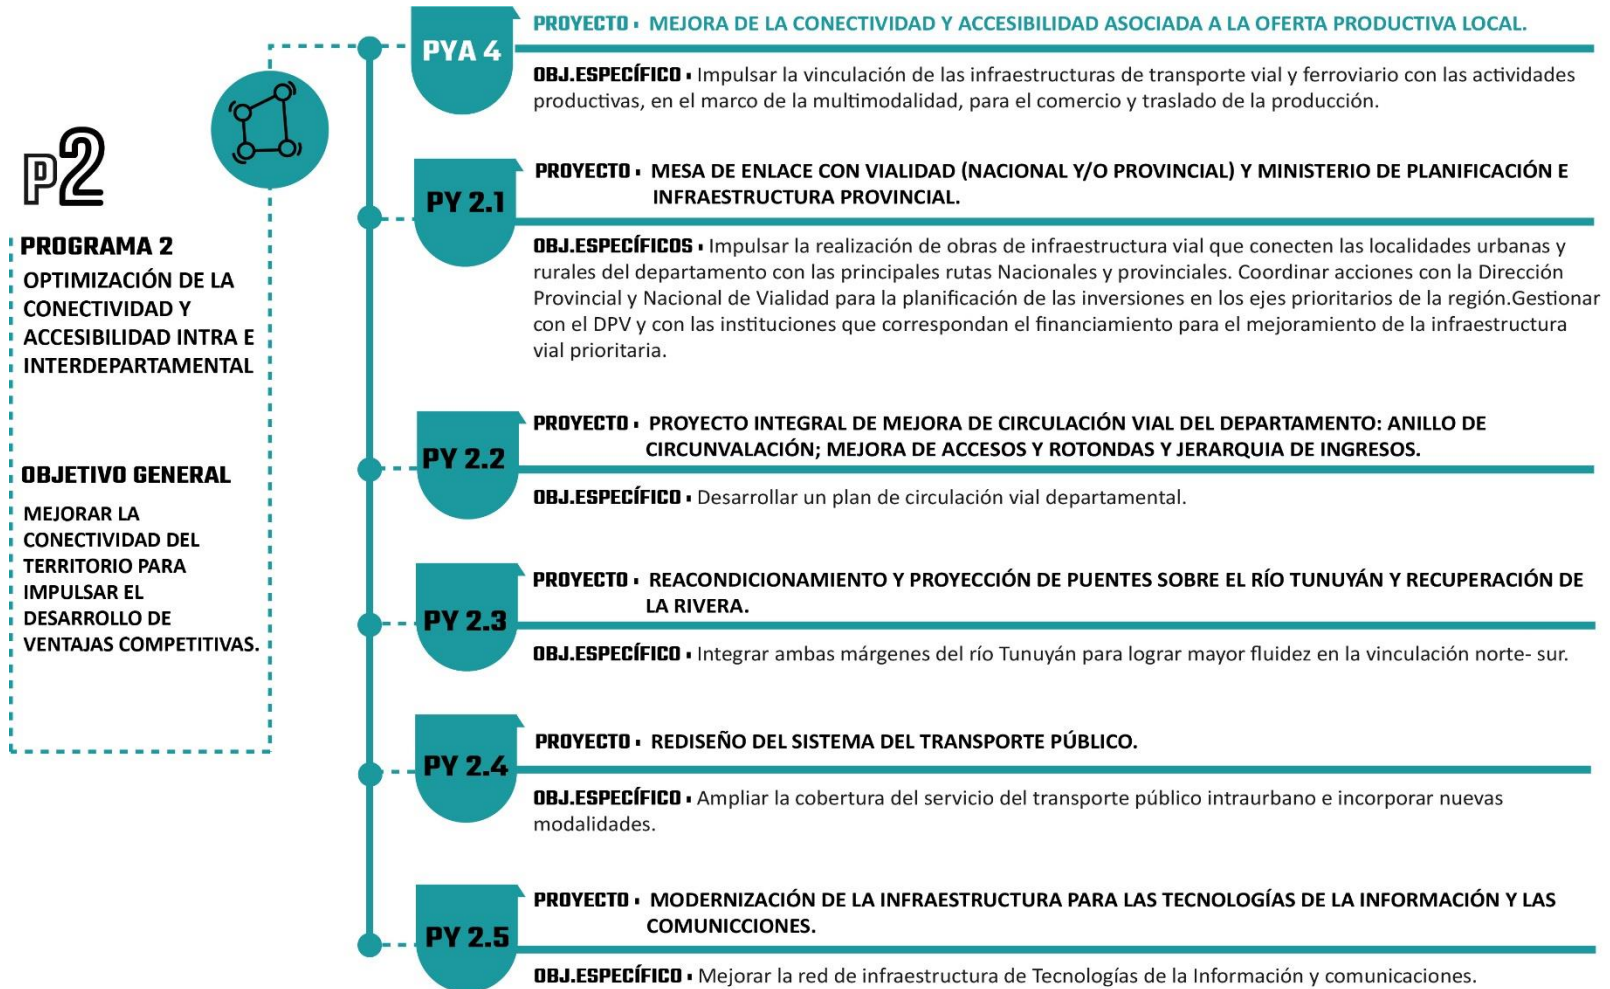 P2
PROGRAMA 2
OPTIMIZACIÓN DE LA
CONECTIVIDAD Y
ACCESIBILIDAD INTRA E
INTERDEPARTAMENTAL
OBJETIVO GENERAL
MEJORAR LA
CONECTIVIDAD DEL
TERRITORIO PARA
IMPULSAR EL
DESARROLLO DE
VENTAJAS COMPETITIVAS.
PYA 4
PROYECTO · MEJORA DE LA CONECTIVIDAD Y ACCESIBILIDAD ASOCIADA A LA OFERTA PRODUCTIVA LOCAL.
OBJ.ESPECÍFICO · Impulsar la vinculación de las infraestructuras de transporte vial y ferroviario con las actividades
productivas, en el marco de la multimodalidad, para el comercio y traslado de la producción.
PY 2.1
PROYECTO · MESA DE ENLACE CON VIALIDAD (NACIONAL Y/O PROVINCIAL) Y MINISTERIO DE PLANIFICACIÓN E
INFRAESTRUCTURA PROVINCIAL.
OBJ.ESPECÍFICOS · Impulsar la realización de obras de infraestructura vial que conecten las localidades urbanas y
rurales del departamento con las principales rutas Nacionales y provinciales. Coordinar acciones con la Dirección
Provincial y Nacional de Vialidad para la planificación de las inversiones en los ejes prioritarios de la región.Gestionar
con el DPV y con las instituciones que correspondan el financiamiento para el mejoramiento de la infraestructura
vial prioritaria.
PY 2.2
PROYECTO · PROYECTO INTEGRAL DE MEJORA DE CIRCULACIÓN VIAL DEL DEPARTAMENTO: ANILLO DE
CIRCUNVALACIÓN; MEJORA DE ACCESOS Y ROTONDAS Y JERARQUIA DE INGRESOS.
OBJ.ESPECÍFICO · Desarrollar un plan de circulación vial departamental.
PY 2.3
PROYECTO · REACONDICIONAMIENTO Y PROYECCIÓN DE PUENTES SOBRE EL RÍO TUNUYÁN Y RECUPERACIÓN DE
LA RIVERA.
OBJ.ESPECÍFICO · Integrar ambas márgenes del río Tunuyán para lograr mayor fluidez en la vinculación norte- sur.
PY 2.4
PROYECTO · REDISEÑO DEL SISTEMA DEL TRANSPORTE PÚBLICO.
OBJ.ESPECÍFICO · Ampliar la cobertura del servicio del transporte público intraurbano e incorporar nuevas
modalidades.
PY 2.5
PROYECTO · MODERNIZACIÓN DE LA INFRAESTRUCTURA PARA LAS TECNOLOGÍAS DE LA INFORMACIÓN Y LAS
COMUNICCIONES.
OBJ.ESPECÍFICO · Mejorar la red de infraestructura de Tecnologías de la Información y comunicaciones.